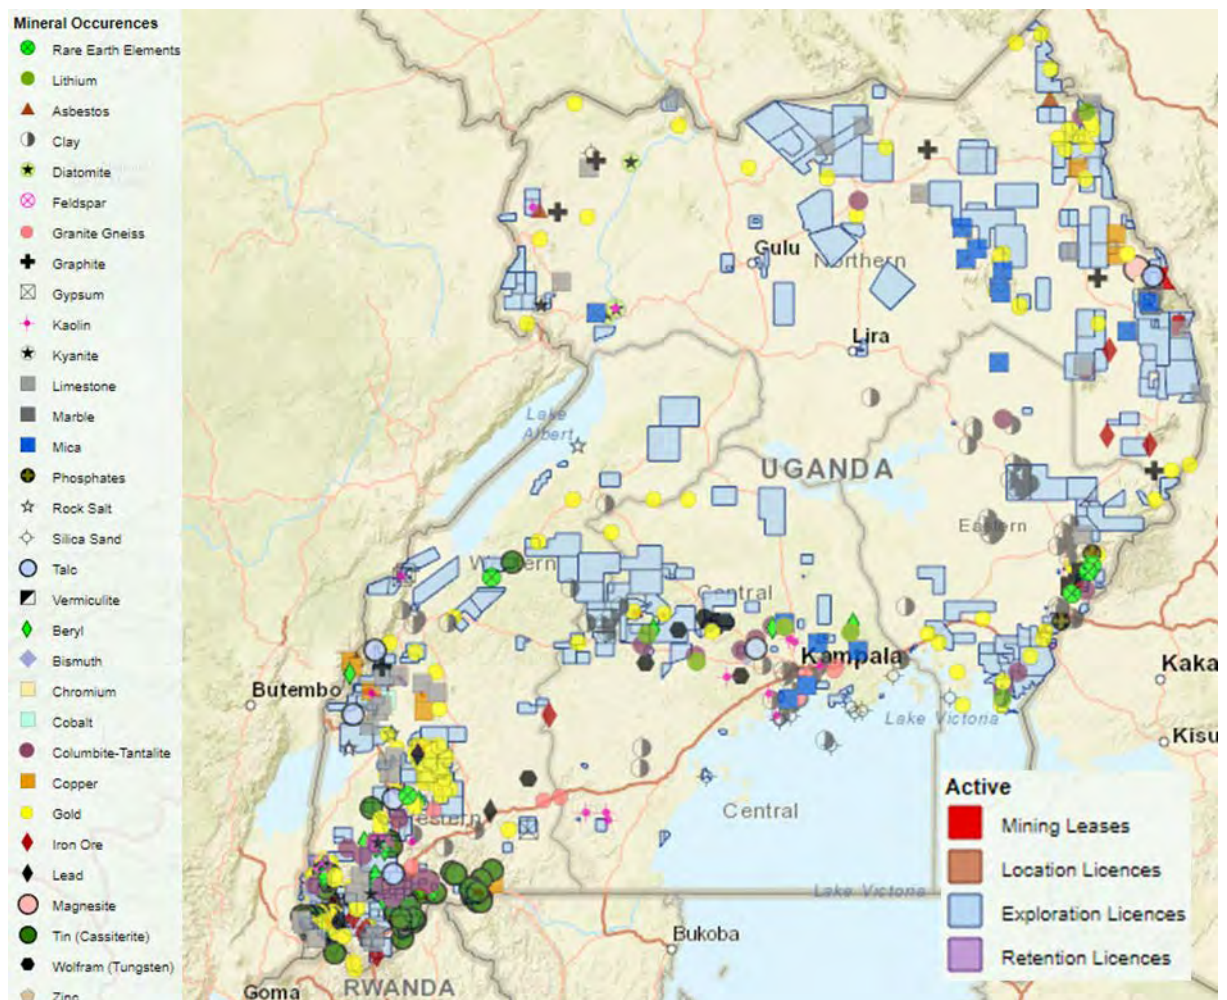 Mineral Occurences
Rare Earth Elements
Lithium
Asbestos
Clay
Diatomite
Feldspar
Granite Gneiss
Graphite
Gypsum
Kaolin
Kyanite
Limestone
Marble
Mica
Phosphates
Rock Salt
Silica Sand
Talc
Vermiculite
Beryl
Bismuth
Chromium
Cobalt
Columbite-Tantalite
Copper
Gold
Iron Ore
Lead
Magnesite
Tin (Cassiterite)
Wolfram (Tungsten)
Zinc
Gulu
Northern
Lira
Lake
Albert
UGANDA
Eastern
Central
Kampala
Butembo
Kaka
Lake Victoria
Kisu
Central
Lake Victoria
Bukoba
Goma
RWANDA
Active
Mining Leases
Location Licences
Exploration Licences
Retention Licences